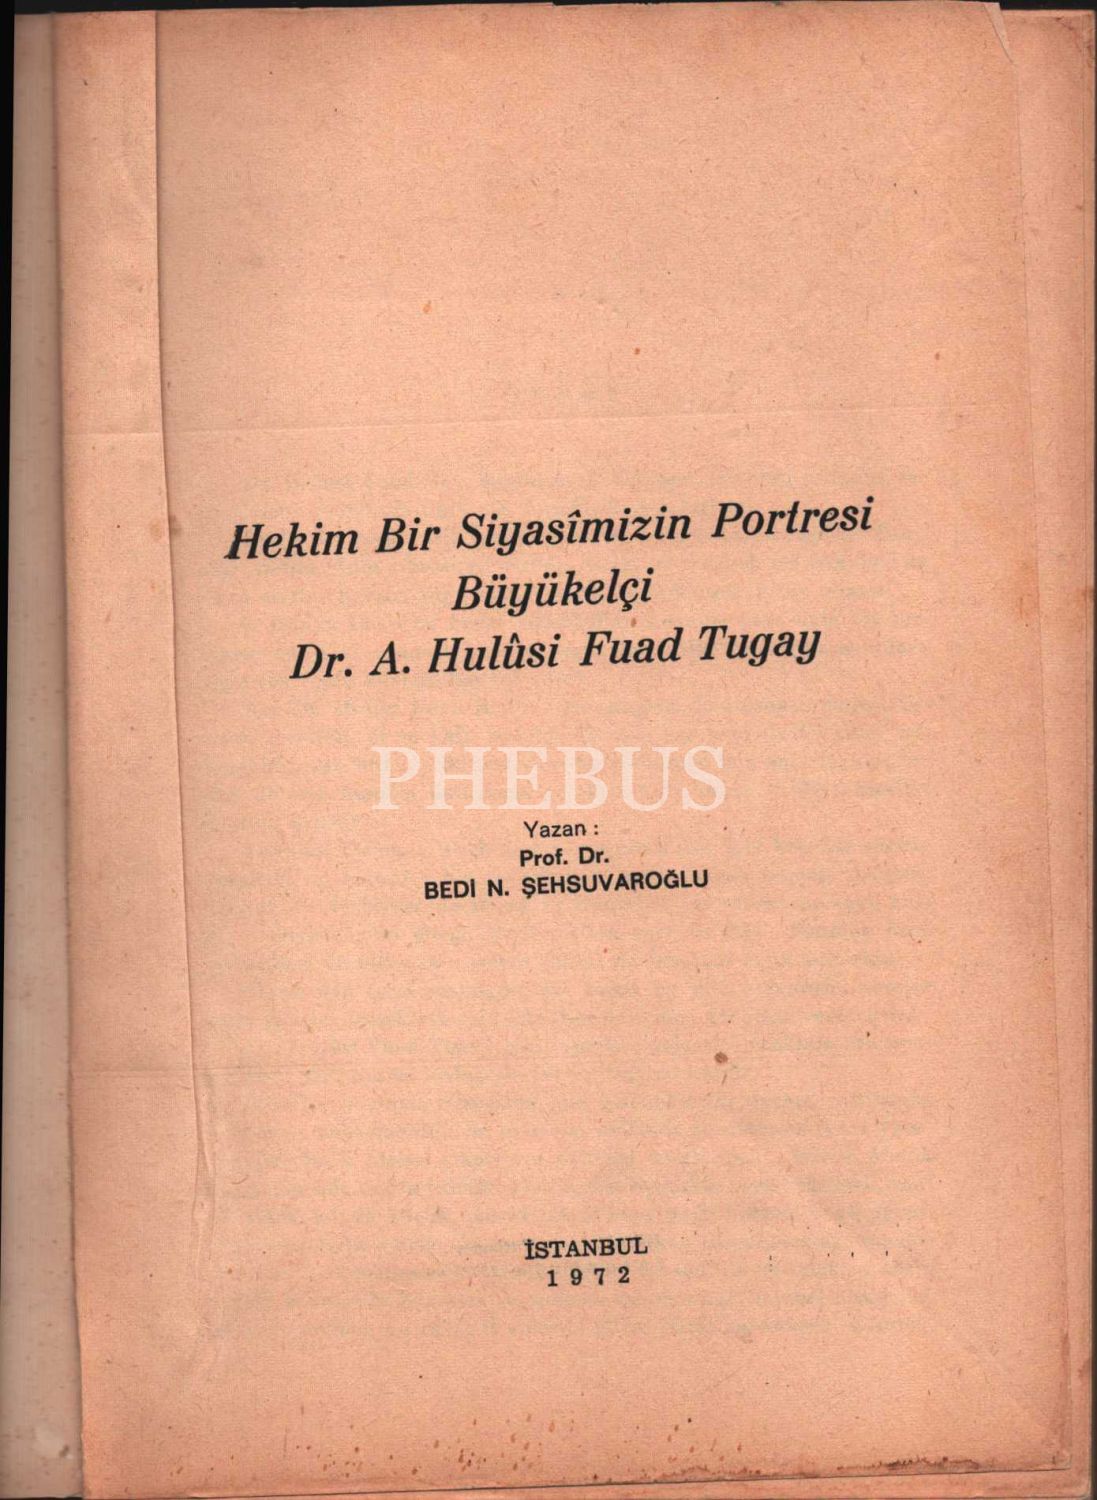 Hekim Bir Siyasîmizin Portresi
Büyükelçi
Dr. A. Hulûsi Fuad Tugay
PHEBUS
Yazan :
Prof. Dr.
BEDİ N. ŞEHSUVAROĞLU
İSTANBUL
1972